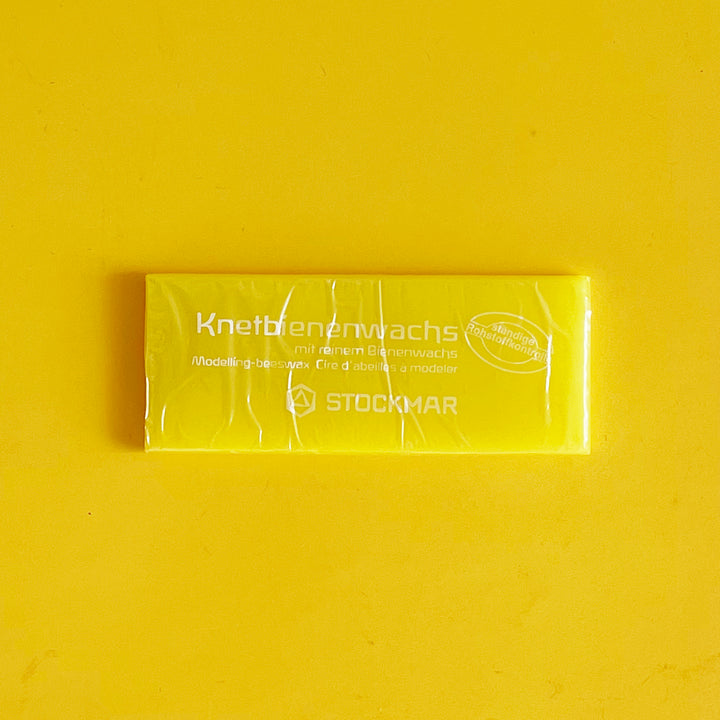 Knetbienenwachs
mit reinem Bienenwachs
Modelling-beeswax Cire d'abeilles à modeler
STOCKMAR
ständige
Rohstoffkontrolle